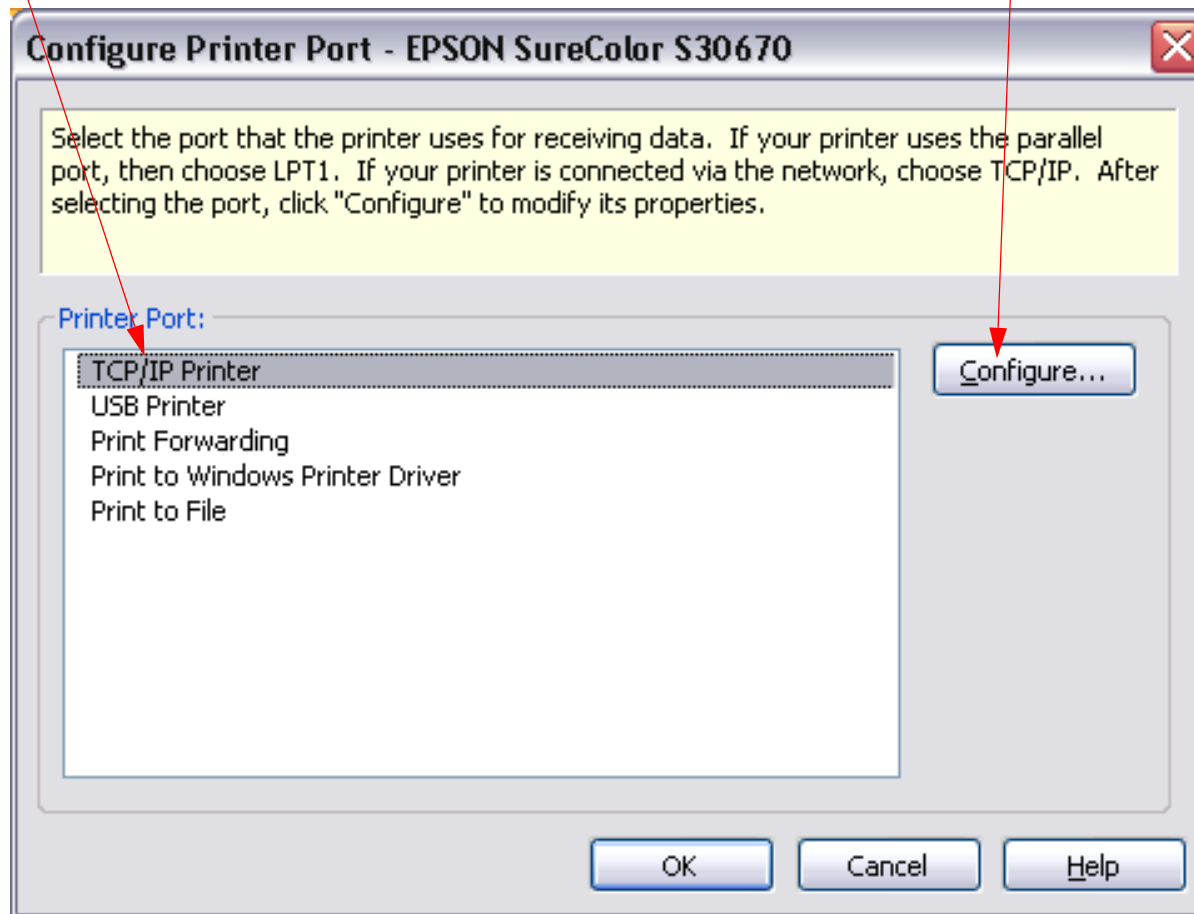 Configure Printer Port - EPSON SureColor S30670
Select the port that the printer uses for receiving data.  If your printer uses the parallel
port, then choose LPT1.  If your printer is connected via the network, choose TCP/IP.  After
selecting the port, click "Configure" to modify its properties.
Printer Port:
TCP/IP Printer
Configure...
USB Printer
Print Forwarding
Print to Windows Printer Driver
Print to File
OK
Cancel
Help